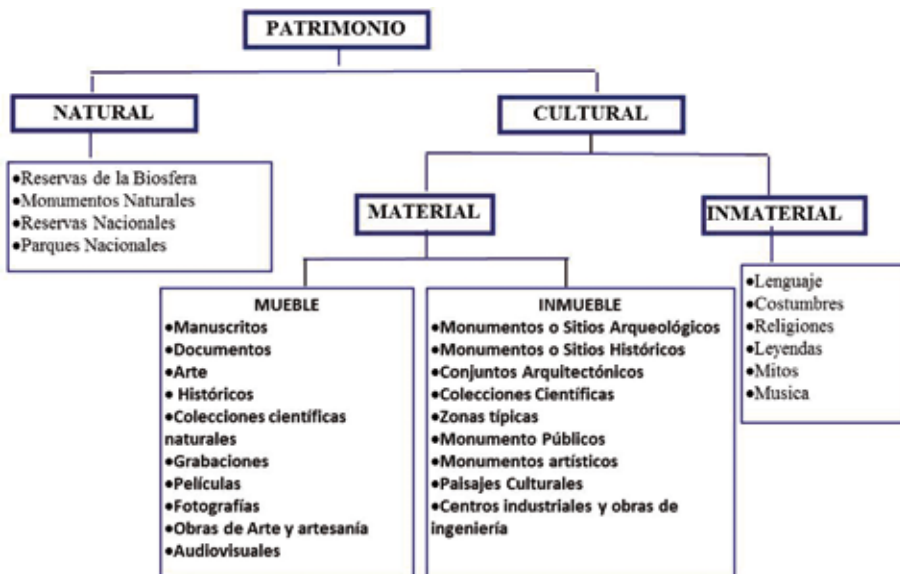 PATRIMONIO
NATURAL
CULTURAL
●Reservas de la Biosfera
●Monumentos Naturales
●Reservas Nacionales
●Parques Nacionales
MATERIAL
INMATERIAL
MUEBLE
●Manuscritos
●Documentos
●Arte
● Históricos
●Colecciones científicas
naturales
●Grabaciones
●Películas
●Fotografías
●Obras de Arte y artesanía
●Audiovisuales
INMUEBLE
●Monumentos o Sitios Arqueológicos
●Monumentos o Sitios Históricos
●Conjuntos Arquitectónicos
●Colecciones Científicas
●Zonas típicas
●Monumento Públicos
●Monumentos artísticos
●Paisajes Culturales
●Centros industriales y obras de
ingeniería
●Lenguaje
●Costumbres
●Religiones
●Leyendas
●Mitos
●Musica